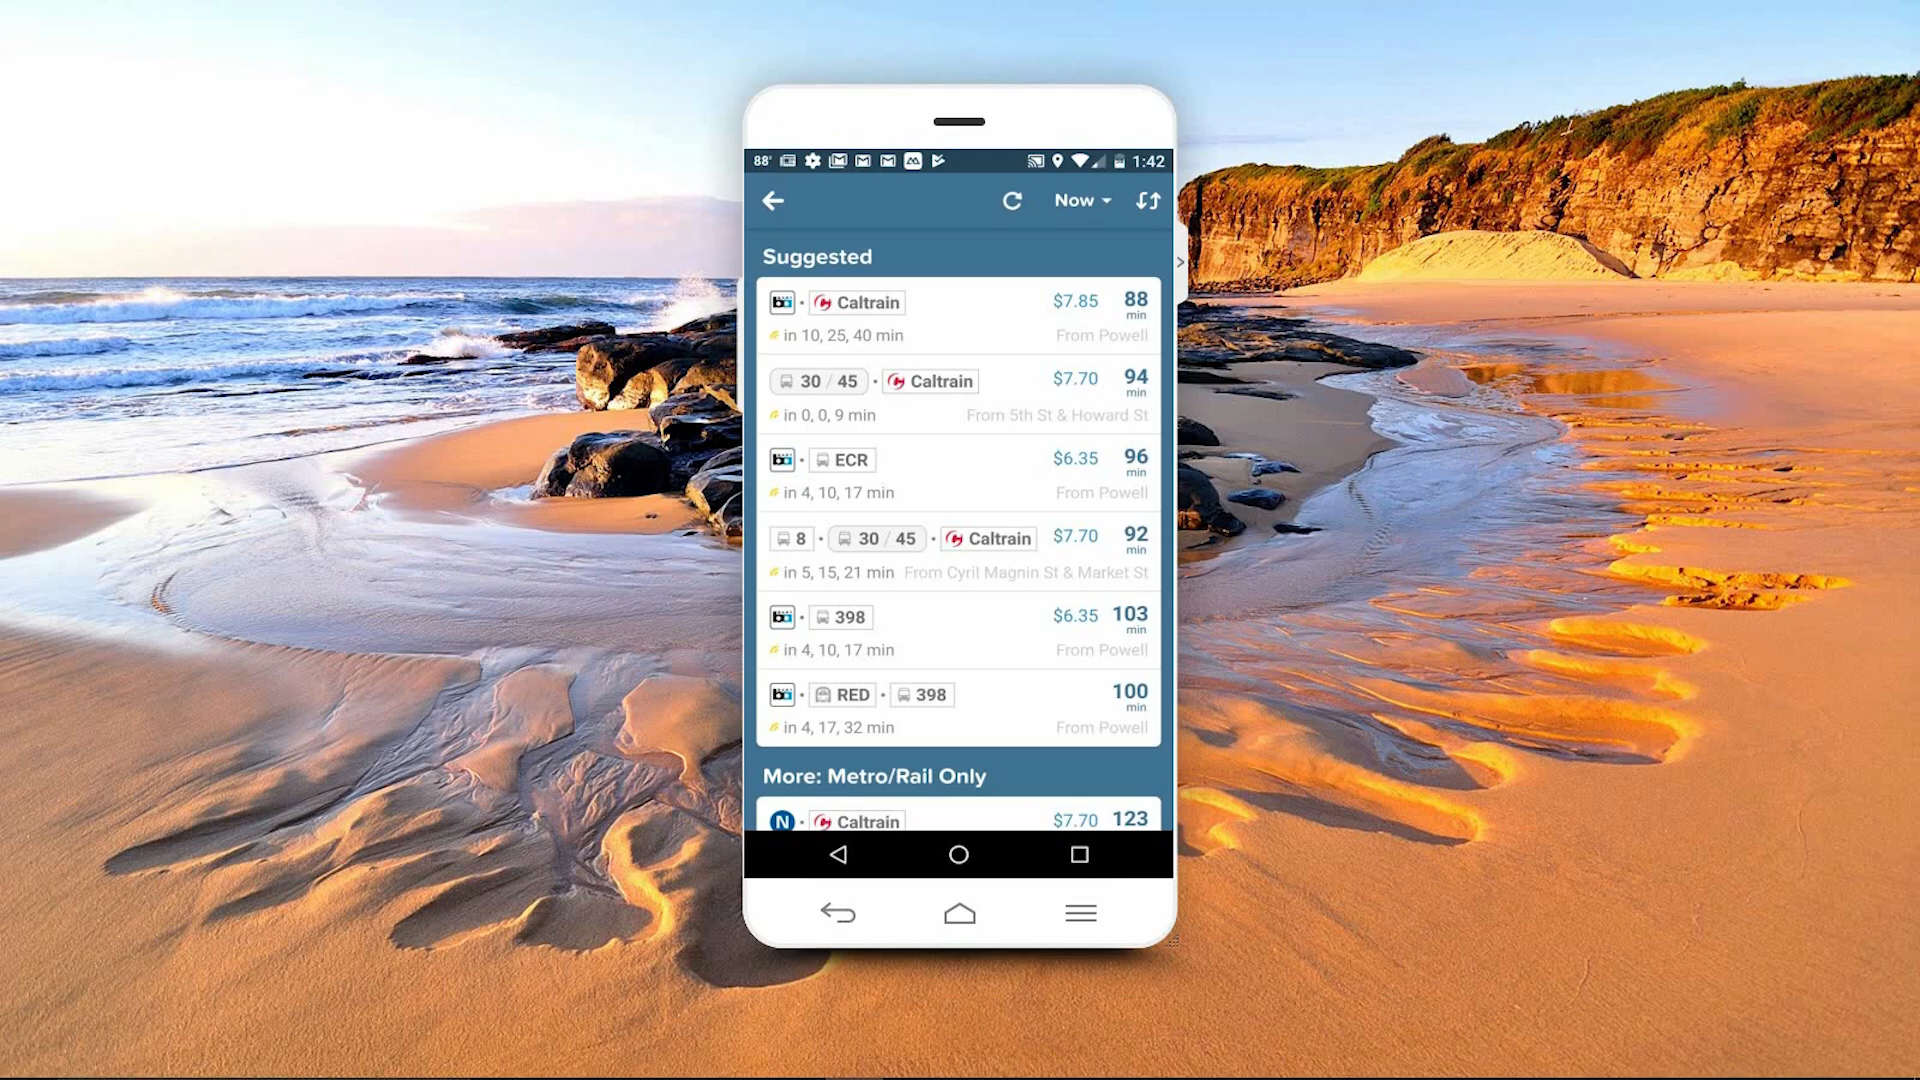 88° 1:42
Now
Suggested
ba · Caltrain $7.85 88 min
in 10, 25, 40 min From Powell
30 / 45 · Caltrain $7.70 94 min
in 0, 0, 9 min From 5th St & Howard St
ba · ECR $6.35 96 min
in 4, 10, 17 min From Powell
8 · 30 / 45 · Caltrain $7.70 92 min
in 5, 15, 21 min From Cyril Magnin St & Market St
ba · 398 $6.35 103 min
in 4, 10, 17 min From Powell
ba · RED · 398 100 min
in 4, 17, 32 min From Powell
More: Metro/Rail Only
N · Caltrain $7.70 123